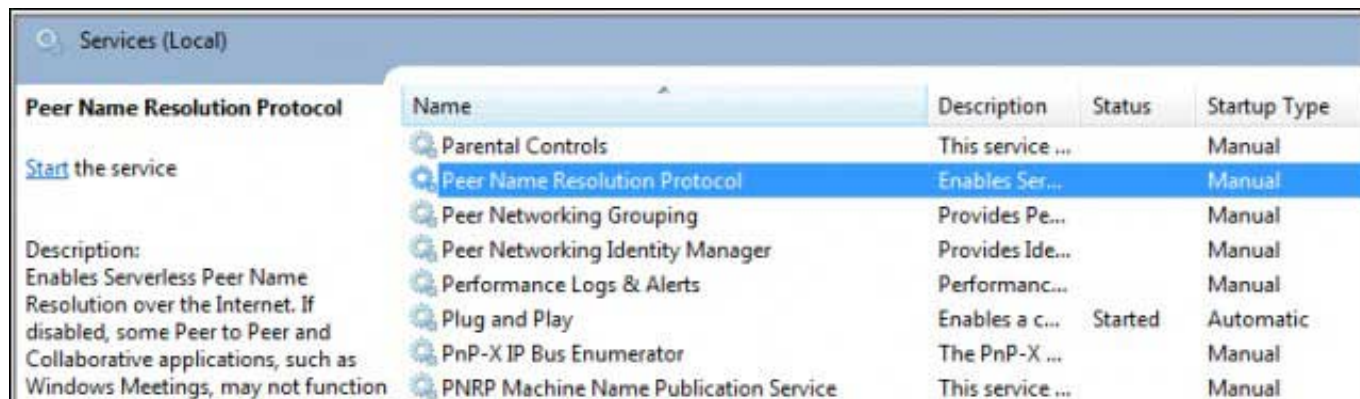 Services (Local)
Peer Name Resolution Protocol
Start the service
Description:
Enables Serverless Peer Name
Resolution over the Internet. If
disabled, some Peer to Peer and
Collaborative applications, such as
Windows Meetings, may not function
Name Description Status Startup Type
Parental Controls This service ... Manual
Peer Name Resolution Protocol Enables Ser... Manual
Peer Networking Grouping Provides Pe... Manual
Peer Networking Identity Manager Provides Ide... Manual
Performance Logs & Alerts Performanc... Manual
Plug and Play Enables a c... Started Automatic
PnP-X IP Bus Enumerator The PnP-X ... Manual
PNRP Machine Name Publication Service This service ... Manual